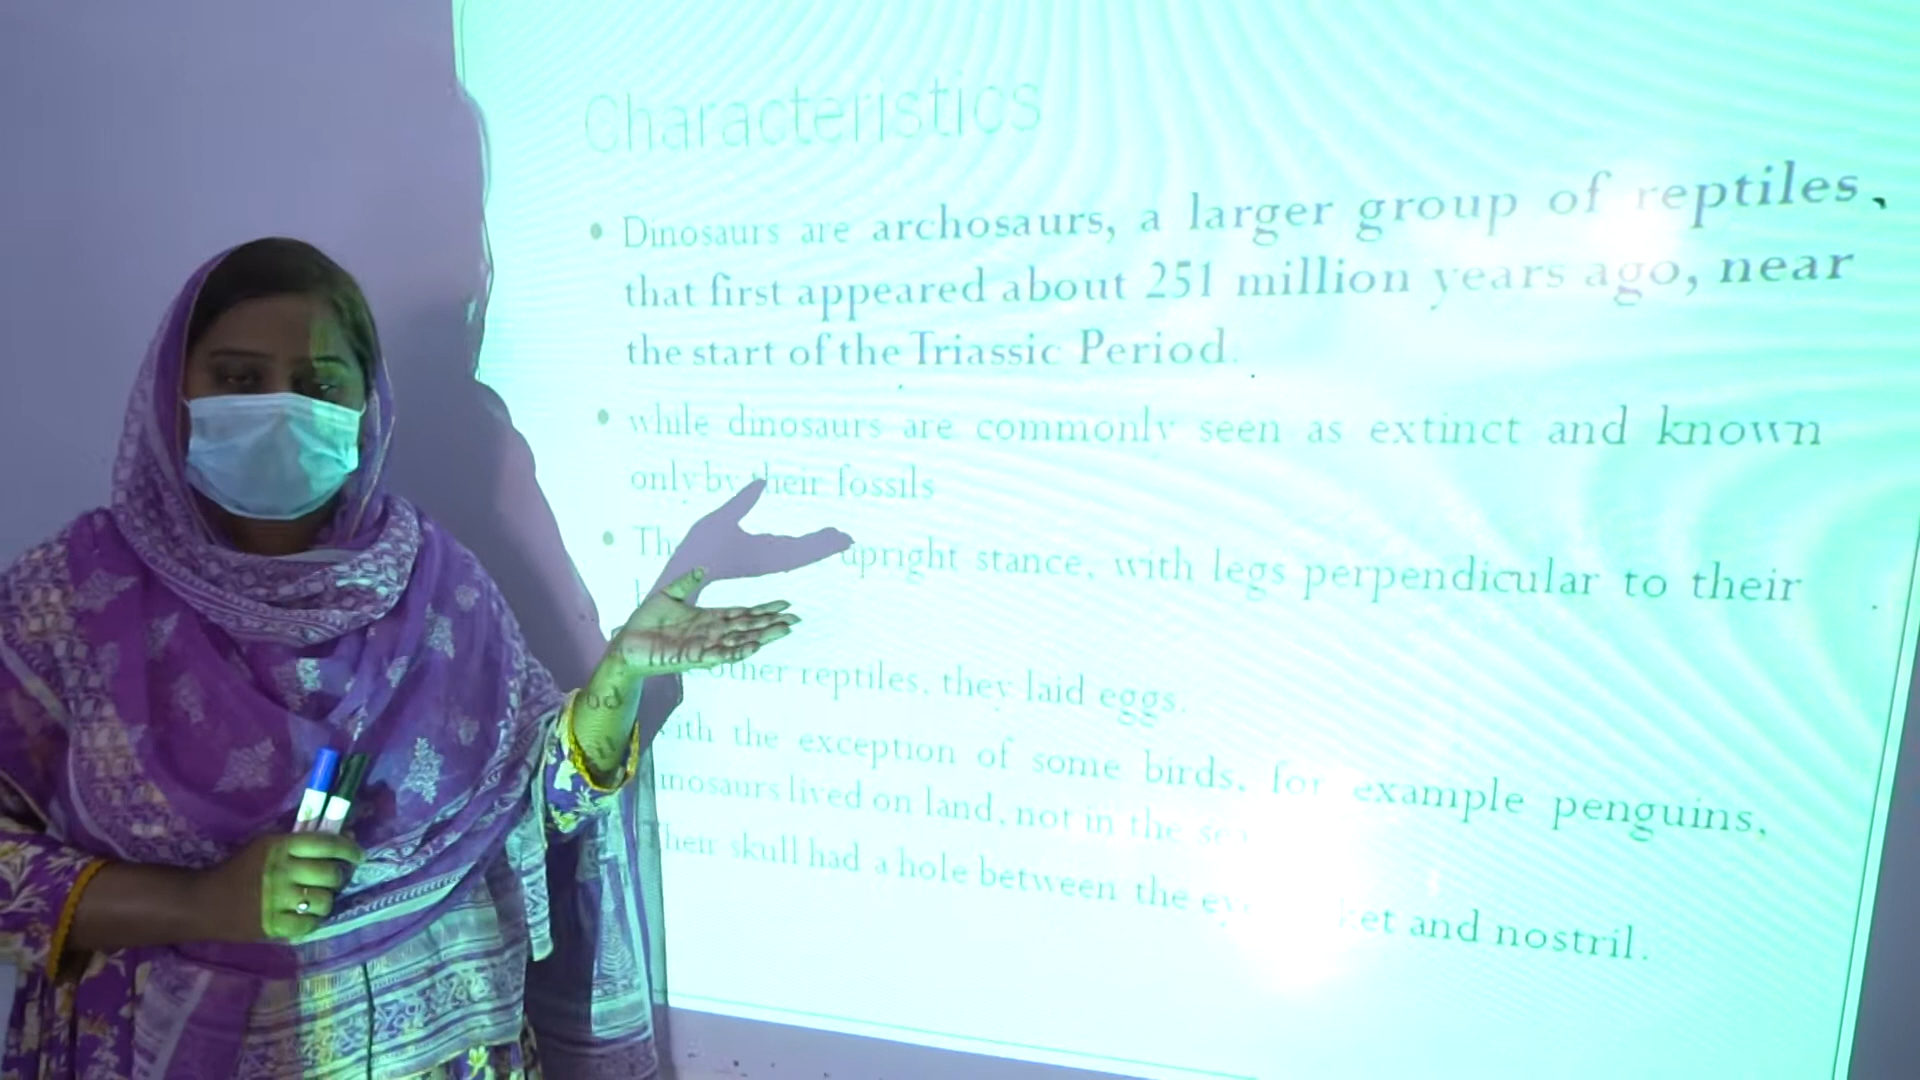 Characteristics
• Dinosaurs are archosaurs, a larger group of reptiles,
that first appeared about 251 million years ago, near
the start of the Triassic Period.
• while dinosaurs are commonly seen as extinct and known
only by their fossils
• upright stance, with legs perpendicular to their
other reptiles, they laid eggs.
the exception of some birds, for example penguins,
lived on land, not in the
skull had a hole between the and nostril.